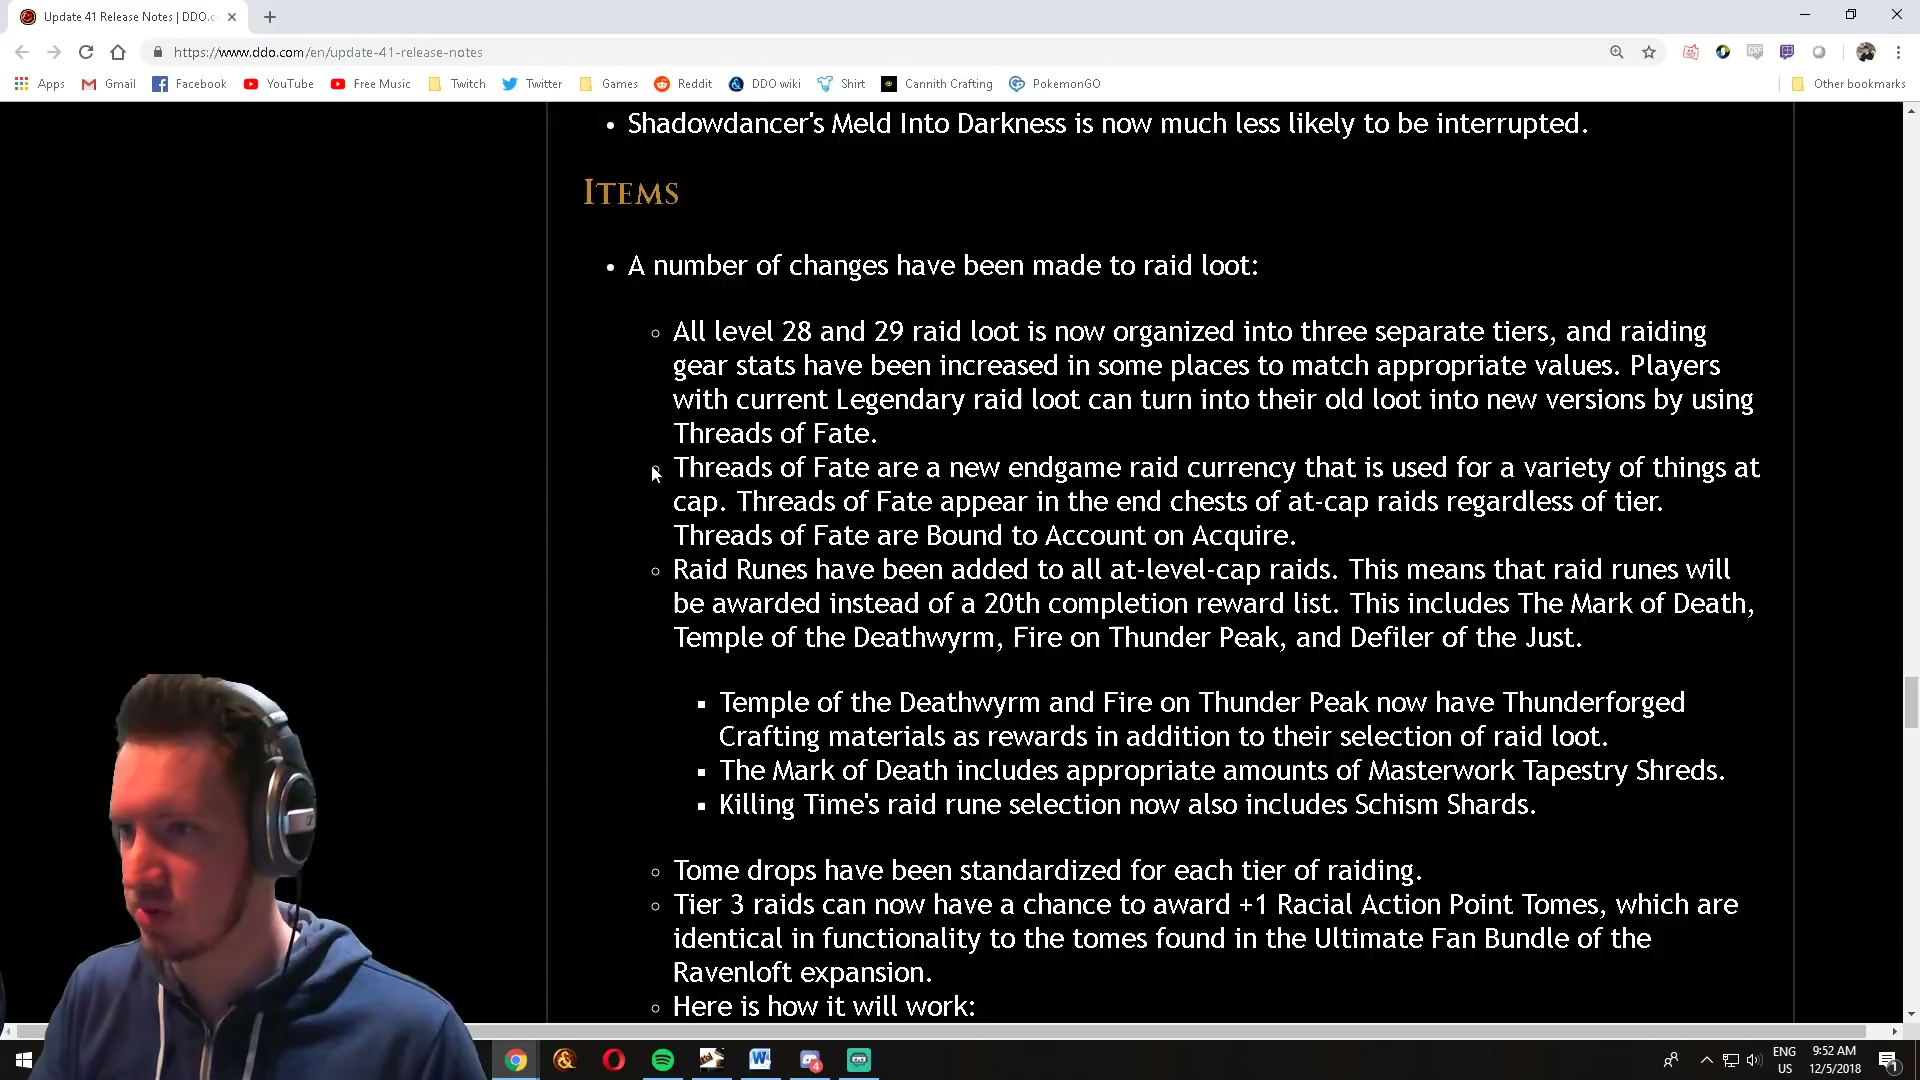 Update 41 Release Notes | DDO.c
https://www.ddo.com/en/update-41-release-notes
Apps Gmail Facebook YouTube Free Music Twitch Twitter Games Reddit DDO wiki Shirt Cannith Crafting PokemonGO Other bookmarks
• Shadowdancer's Meld Into Darkness is now much less likely to be interrupted.
ITEMS
• A number of changes have been made to raid loot:
All level 28 and 29 raid loot is now organized into three separate tiers, and raiding
gear stats have been increased in some places to match appropriate values. Players
with current Legendary raid loot can turn into their old loot into new versions by using
Threads of Fate.
Threads of Fate are a new endgame raid currency that is used for a variety of things at
cap. Threads of Fate appear in the end chests of at-cap raids regardless of tier.
Threads of Fate are Bound to Account on Acquire.
Raid Runes have been added to all at-level-cap raids. This means that raid runes will
be awarded instead of a 20th completion reward list. This includes The Mark of Death,
Temple of the Deathwyrm, Fire on Thunder Peak, and Defiler of the Just.
Temple of the Deathwyrm and Fire on Thunder Peak now have Thunderforged
Crafting materials as rewards in addition to their selection of raid loot.
The Mark of Death includes appropriate amounts of Masterwork Tapestry Shreds.
Killing Time's raid rune selection now also includes Schism Shards.
Tome drops have been standardized for each tier of raiding.
Tier 3 raids can now have a chance to award +1 Racial Action Point Tomes, which are
identical in functionality to the tomes found in the Ultimate Fan Bundle of the
Ravenloft expansion.
Here is how it will work:
ENG 9:52 AM
US 12/5/2018
4
1